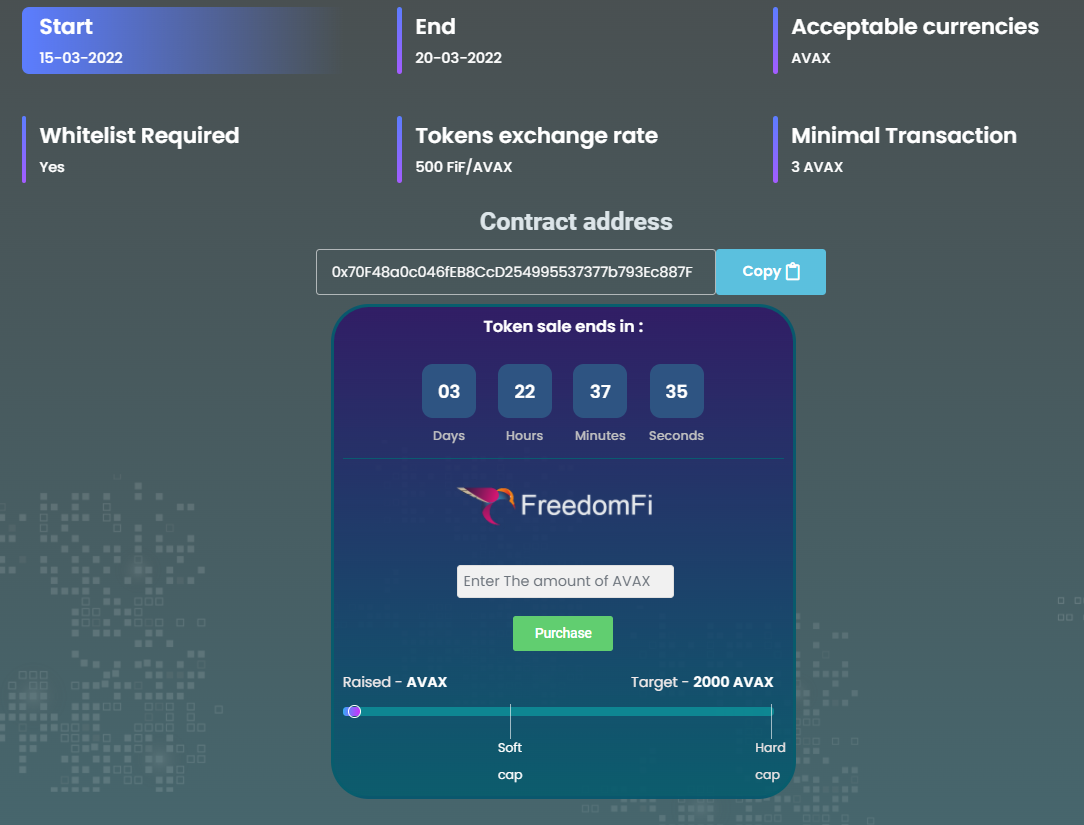 Start
15-03-2022
End
20-03-2022
Acceptable currencies
AVAX
Whitelist Required
Yes
Tokens exchange rate
500 FiF/AVAX
Minimal Transaction
3 AVAX
Contract address
0x70F48a0c046fEB8CcD254995537377b793Ec887F
Copy
Token sale ends in :
03 22 37 35
Days Hours Minutes Seconds
FreedomFi
Enter The amount of AVAX
Purchase
Raised - AVAX
Target - 2000 AVAX
Soft
cap
Hard
cap